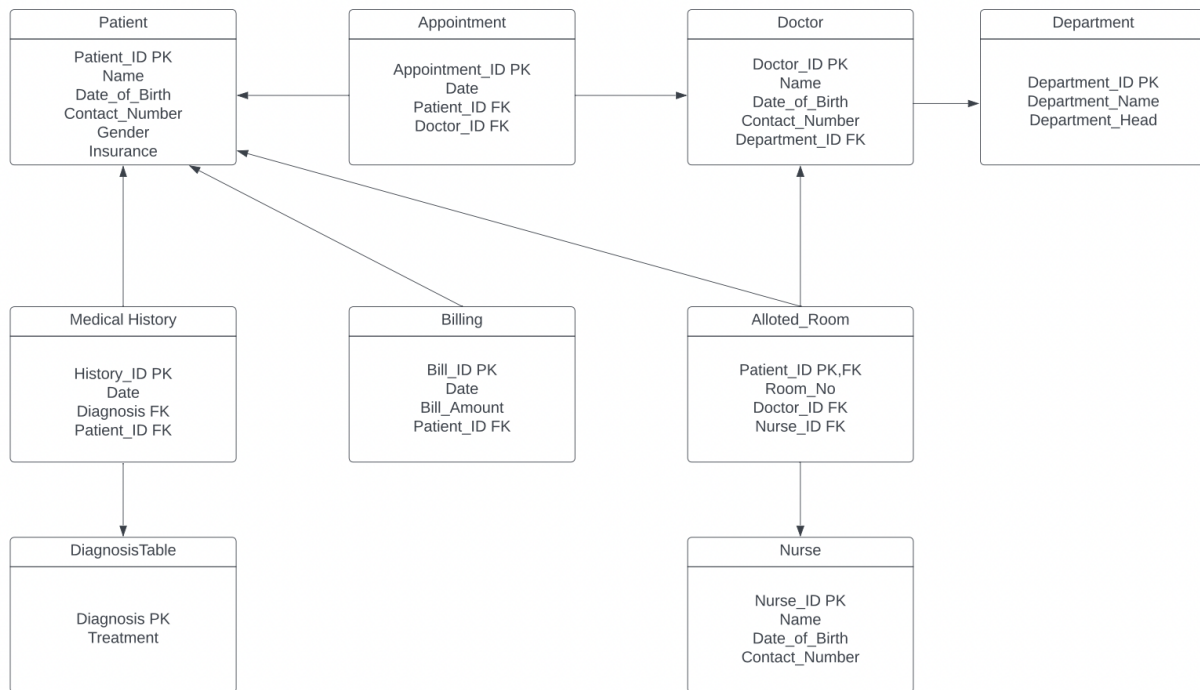 Patient
Patient_ID PK
Name
Date_of_Birth
Contact_Number
Gender
Insurance
Appointment
Appointment_ID PK
Date
Patient_ID FK
Doctor_ID FK
Doctor
Doctor_ID PK
Name
Date_of_Birth
Contact_Number
Department_ID FK
Department
Department_ID PK
Department_Name
Department_Head
Medical History
History_ID PK
Date
Diagnosis FK
Patient_ID FK
Billing
Bill_ID PK
Date
Bill_Amount
Patient_ID FK
Alloted_Room
Patient_ID PK,FK
Room_No
Doctor_ID FK
Nurse_ID FK
DiagnosisTable
Diagnosis PK
Treatment
Nurse
Nurse_ID PK
Name
Date_of_Birth
Contact_Number